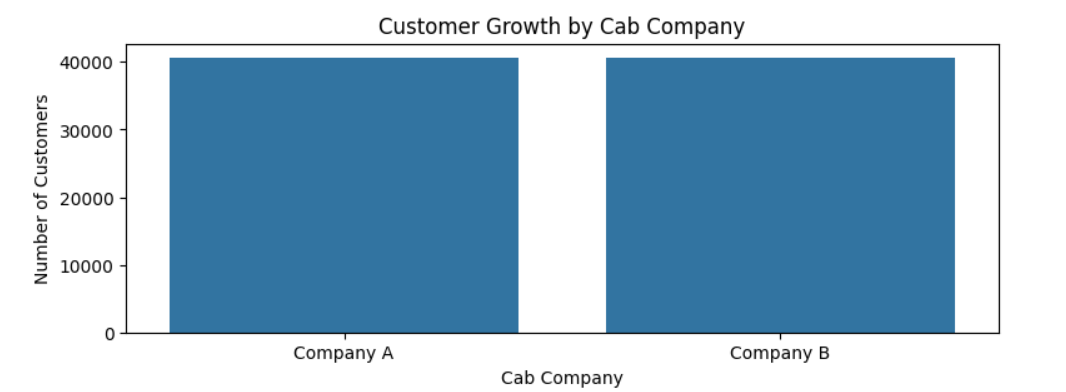 Customer Growth by Cab Company
Number of Customers
40000
30000
20000
10000
0
Company A
Company B
Cab Company